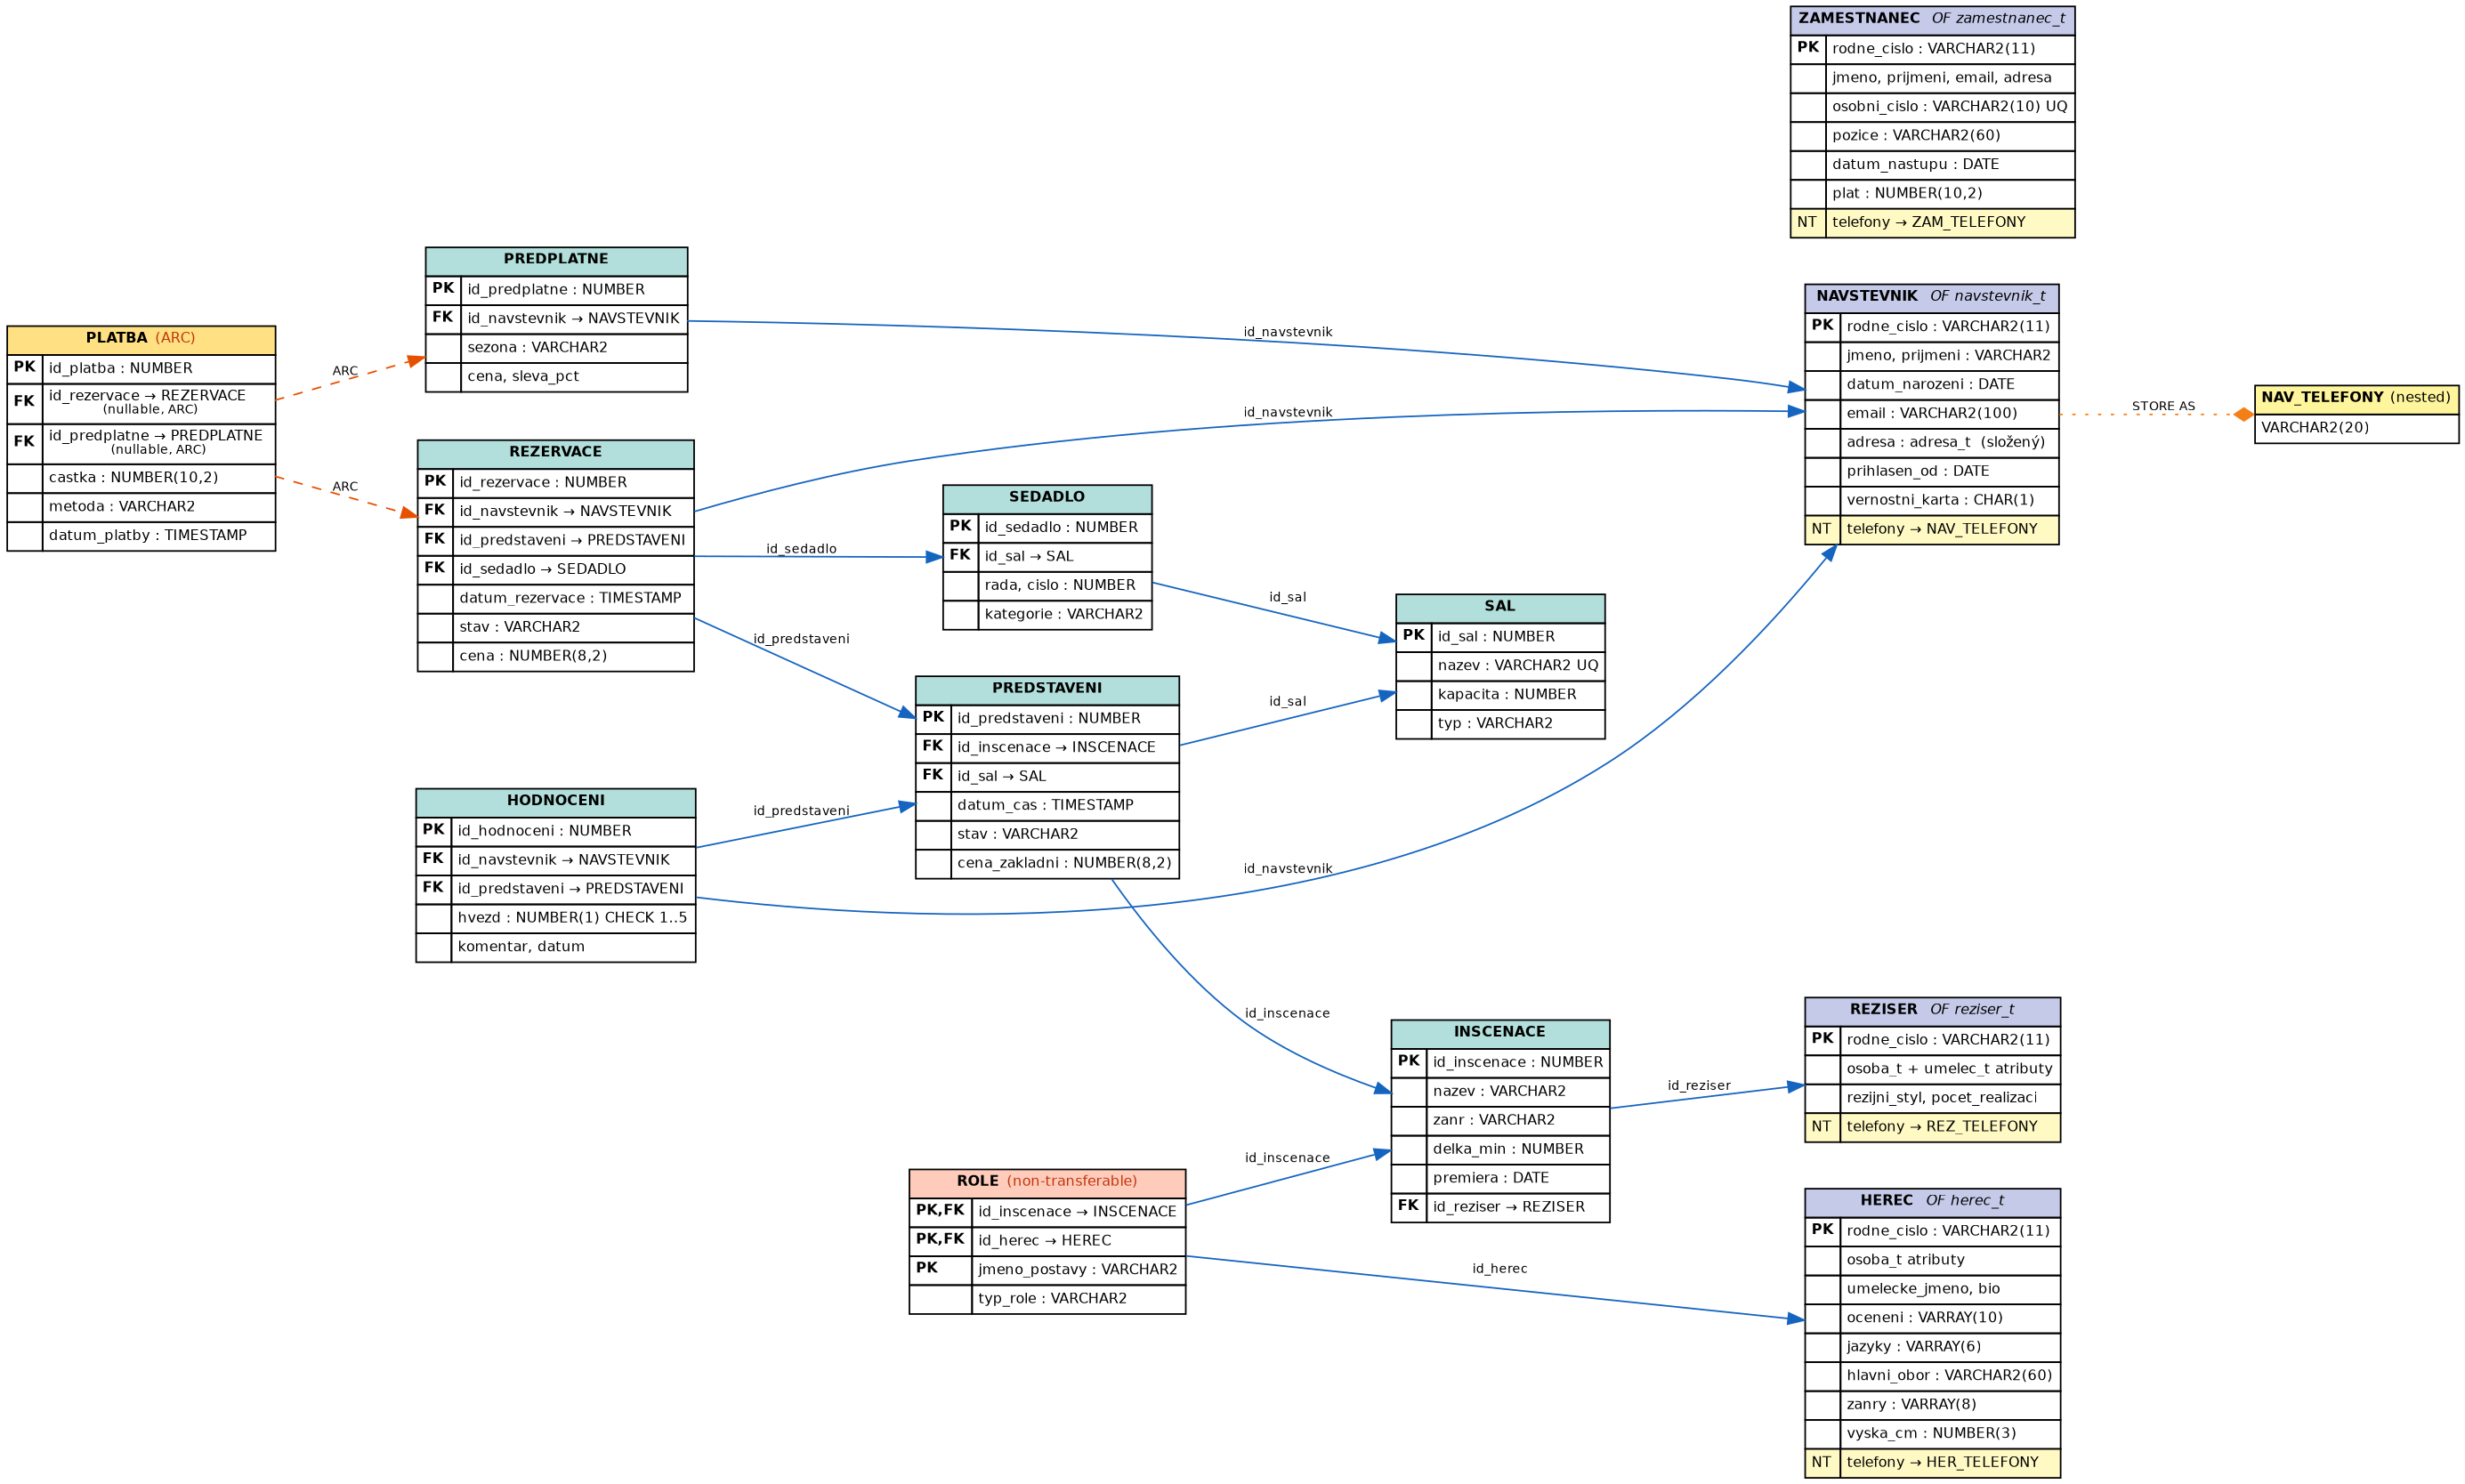 ZAMESTNANEC OF zamestnanec_t
PK rodne_cislo : VARCHAR2(11)
jmeno, prijmeni, email, adresa
osobni_cislo : VARCHAR2(10) UQ
pozice : VARCHAR2(60)
datum_nastupu : DATE
plat : NUMBER(10,2)
NT telefony → ZAM_TELEFONY
PREDPLATNE
PK id_predplatne : NUMBER
FK id_navstevnik → NAVSTEVNIK
sezona : VARCHAR2
cena, sleva_pct
NAVSTEVNIK OF navstevnik_t
PK rodne_cislo : VARCHAR2(11)
jmeno, prijmeni : VARCHAR2
datum_narozeni : DATE
email : VARCHAR2(100)
adresa : adresa_t (složený)
prihlasen_od : DATE
vernostni_karta : CHAR(1)
NT telefony → NAV_TELEFONY
PLATBA (ARC)
PK id_platba : NUMBER
FK id_rezervace → REZERVACE
(nullable, ARC)
FK id_predplatne → PREDPLATNE
(nullable, ARC)
castka : NUMBER(10,2)
metoda : VARCHAR2
datum_platby : TIMESTAMP
ARC
ARC
id_navstevnik
id_navstevnik
STORE AS
NAV_TELEFONY (nested)
VARCHAR2(20)
REZERVACE
PK id_rezervace : NUMBER
FK id_navstevnik → NAVSTEVNIK
FK id_predstaveni → PREDSTAVENI
FK id_sedadlo → SEDADLO
datum_rezervace : TIMESTAMP
stav : VARCHAR2
cena : NUMBER(8,2)
id_sedadlo
id_predstaveni
SEDADLO
PK id_sedadlo : NUMBER
FK id_sal → SAL
rada, cislo : NUMBER
kategorie : VARCHAR2
id_sal
id_sal
SAL
PK id_sal : NUMBER
nazev : VARCHAR2 UQ
kapacita : NUMBER
typ : VARCHAR2
PREDSTAVENI
PK id_predstaveni : NUMBER
FK id_inscenace → INSCENACE
FK id_sal → SAL
datum_cas : TIMESTAMP
stav : VARCHAR2
cena_zakladni : NUMBER(8,2)
HODNOCENI
PK id_hodnoceni : NUMBER
FK id_navstevnik → NAVSTEVNIK
FK id_predstaveni → PREDSTAVENI
hvezd : NUMBER(1) CHECK 1..5
komentar, datum
id_predstaveni
id_navstevnik
id_inscenace
INSCENACE
PK id_inscenace : NUMBER
nazev : VARCHAR2
zanr : VARCHAR2
delka_min : NUMBER
premiera : DATE
FK id_reziser → REZISER
id_reziser
REZISER OF reziser_t
PK rodne_cislo : VARCHAR2(11)
osoba_t + umelec_t atributy
rezijni_styl, pocet_realizaci
NT telefony → REZ_TELEFONY
ROLE (non-transferable)
PK,FK id_inscenace → INSCENACE
PK,FK id_herec → HEREC
PK jmeno_postavy : VARCHAR2
typ_role : VARCHAR2
id_inscenace
id_herec
HEREC OF herec_t
PK rodne_cislo : VARCHAR2(11)
osoba_t atributy
umelecke_jmeno, bio
oceneni : VARRAY(10)
jazyky : VARRAY(6)
hlavni_obor : VARCHAR2(60)
zanry : VARRAY(8)
vyska_cm : NUMBER(3)
NT telefony → HER_TELEFONY